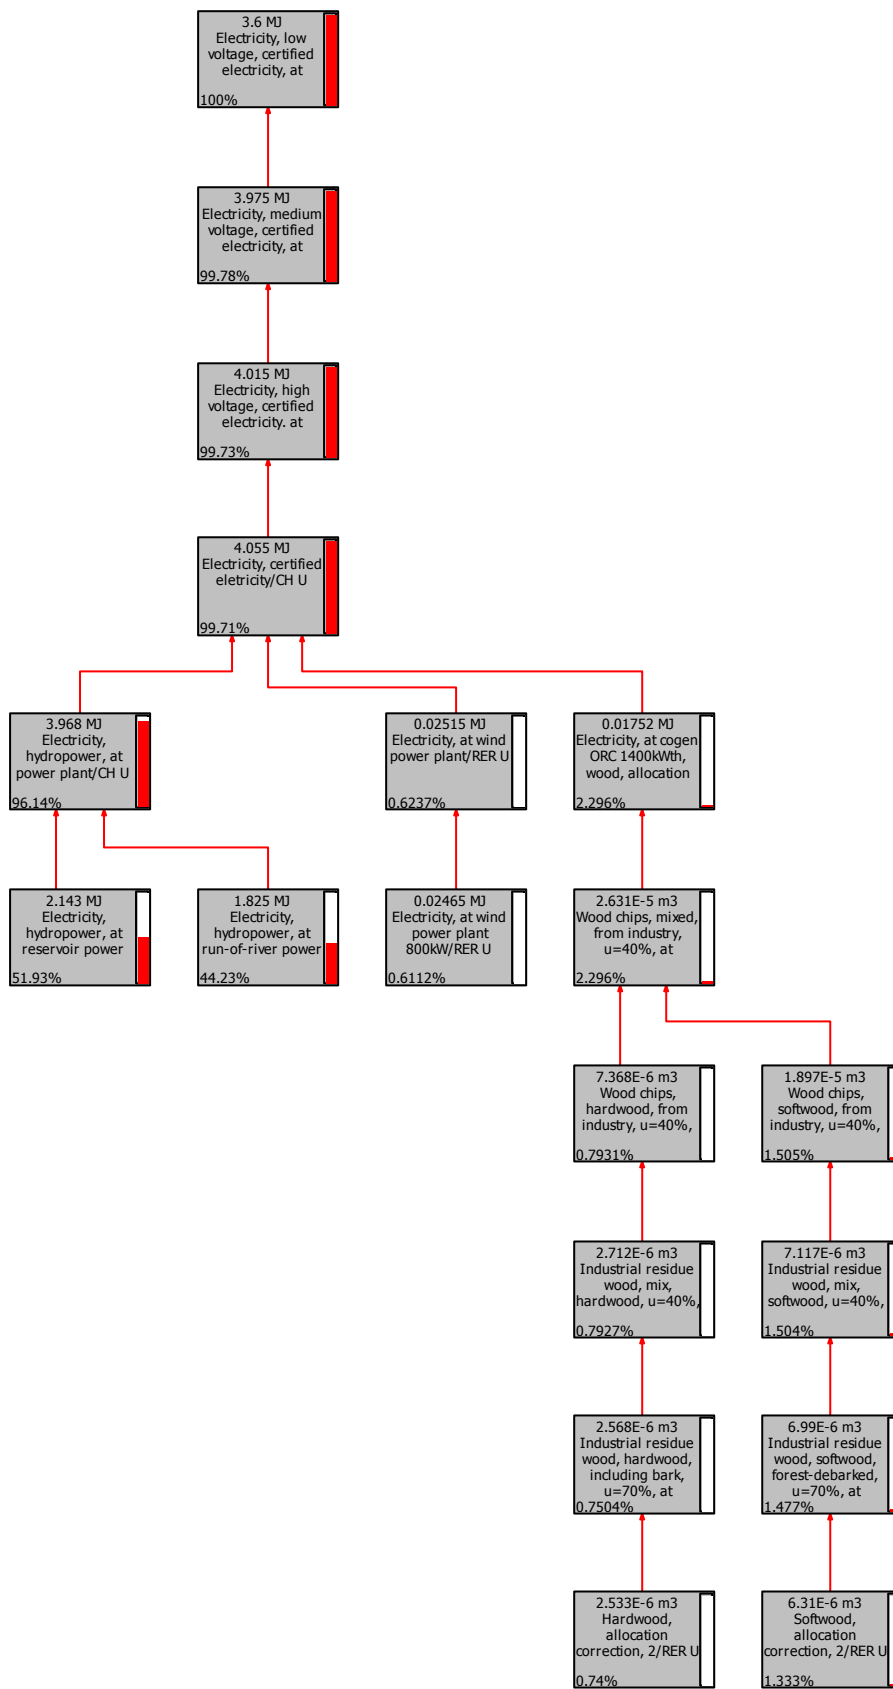 3.6 MJ
Electricity, low
voltage, certified
electricity, at
100%
3.975 MJ
Electricity, medium
voltage, certified
electricity, at
99.78%
4.015 MJ
Electricity, high
voltage, certified
electricity. at
99.73%
4.055 MJ
Electricity, certified
eletricity/CH U
99.71%
3.968 MJ
Electricity,
hydropower, at
power plant/CH U
96.14%
0.02515 MJ
Electricity, at wind
power plant/RER U
0.6237%
0.01752 MJ
Electricity, at cogen
ORC 1400kWth,
wood, allocation
2.296%
2.143 MJ
Electricity,
hydropower, at
reservoir power
51.93%
1.825 MJ
Electricity,
hydropower, at
run-of-river power
44.23%
0.02465 MJ
Electricity, at wind
power plant
800kW/RER U
0.6112%
2.631E-5 m3
Wood chips, mixed,
from industry,
u=40%, at
2.296%
7.368E-6 m3
Wood chips,
hardwood, from
industry, u=40%,
0.7931%
1.897E-5 m3
Wood chips,
softwood, from
industry, u=40%,
1.505%
2.712E-6 m3
Industrial residue
wood, mix,
hardwood, u=40%,
0.7927%
7.117E-6 m3
Industrial residue
wood, mix,
softwood, u=40%,
1.504%
2.568E-6 m3
Industrial residue
wood, hardwood,
including bark,
u=70%, at
0.7504%
6.99E-6 m3
Industrial residue
wood, softwood,
forest-debarked,
u=70%, at
1.477%
2.533E-6 m3
Hardwood,
allocation
correction, 2/RER U
0.74%
6.31E-6 m3
Softwood,
allocation
correction, 2/RER U
1.333%